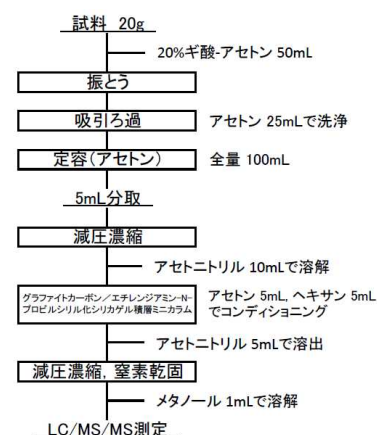 試料 20g
20%ギ酸-アセトン 50mL
振とう
吸引ろ過
アセトン 25mLで洗浄
定容(アセトン)
全量 100mL
5mL分取
減圧濃縮
アセトニトリル 10mLで溶解
グラファイトカーボン/エチレンジアミン-N-
プロピルシリル化シリカゲル積層ミニカラム
アセトン 5mL, ヘキサン 5mL
でコンディショニング
アセトニトリル 5mLで溶出
減圧濃縮, 窒素乾固
メタノール 1mLで溶解
LC/MS/MS測定